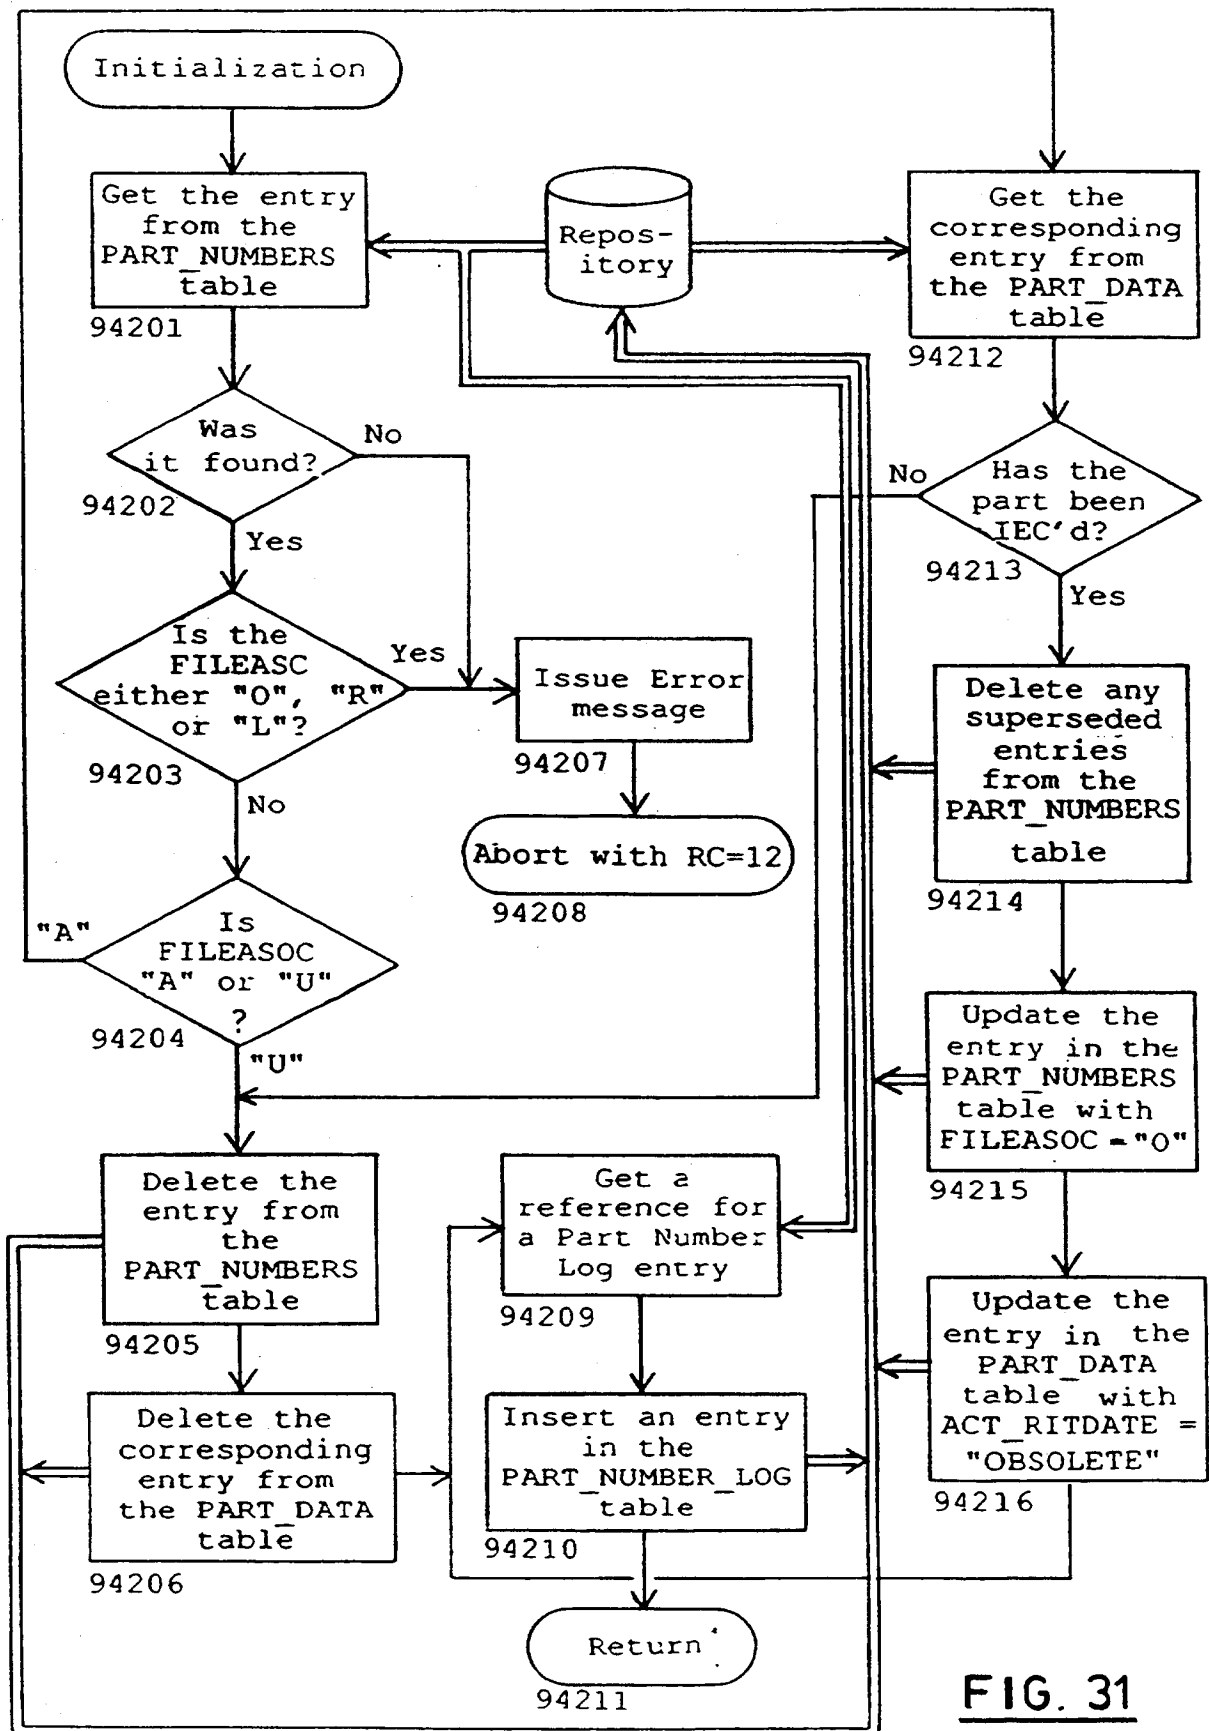 Initialization
Get the entry
from the
PART_NUMBERS
table
94201
Repos-
itory
Get the
corresponding
entry from
the PART_DATA
table
94212
Was
it found?
No
94202
Yes
No
Has the
part been
IEC'd?
94213
Yes
Is the
FILEASC
either "O", "R"
or "L"?
Yes
94203
No
Issue Error
message
94207
Abort with RC=12
94208
Delete any
superseded
entries
from the
PART_NUMBERS
table
94214
"A"
Is
FILEASOC
"A" or "U"
?
94204
"U"
Update the
entry in the
PART_NUMBERS
table with
FILEASOC = "O"
94215
Delete the
entry from
the
PART_NUMBERS
table
94205
Get a
reference for
a Part Number
Log entry
94209
Update the
entry in the
PART_DATA
table with
ACT_RITDATE =
"OBSOLETE"
94216
Delete the
corresponding
entry from
the PART_DATA
table
94206
Insert an entry
in the
PART_NUMBER_LOG
table
94210
Return
94211
FIG. 31